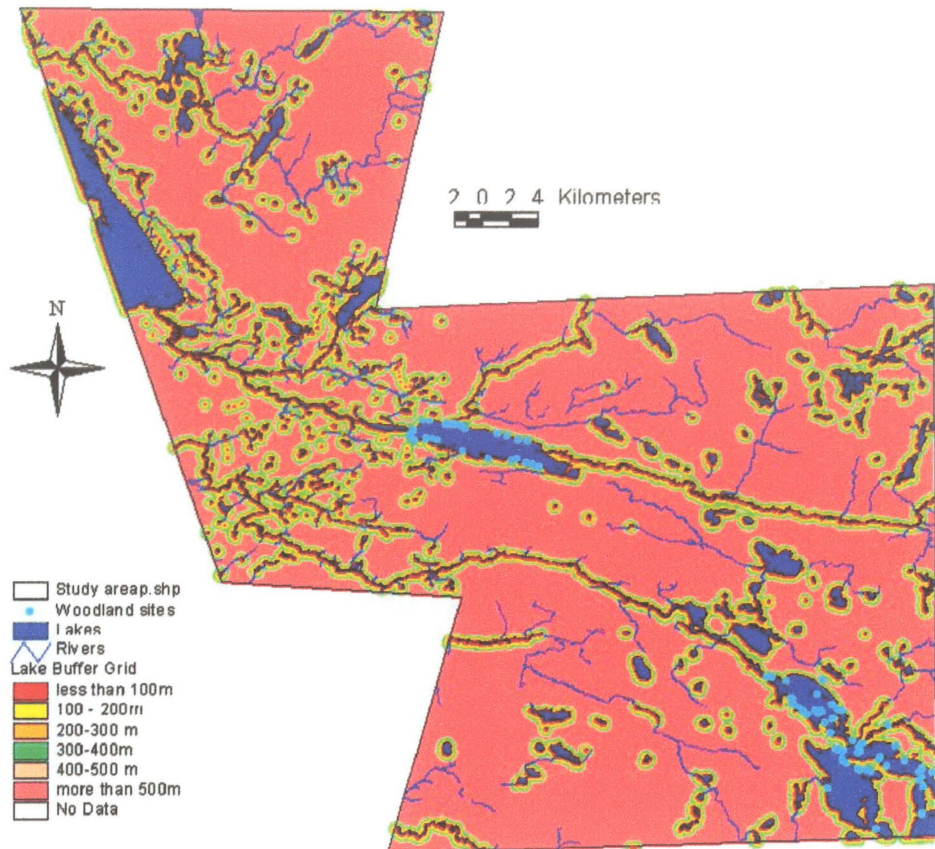 2 0 2 4 Kilometers
N
Study areap.shp
Woodland sites
Lakes
Rivers
Lake Buffer Grid
less than 100m
100 - 200m
200-300 m
300-400m
400-500 m
more than 500m
No Data